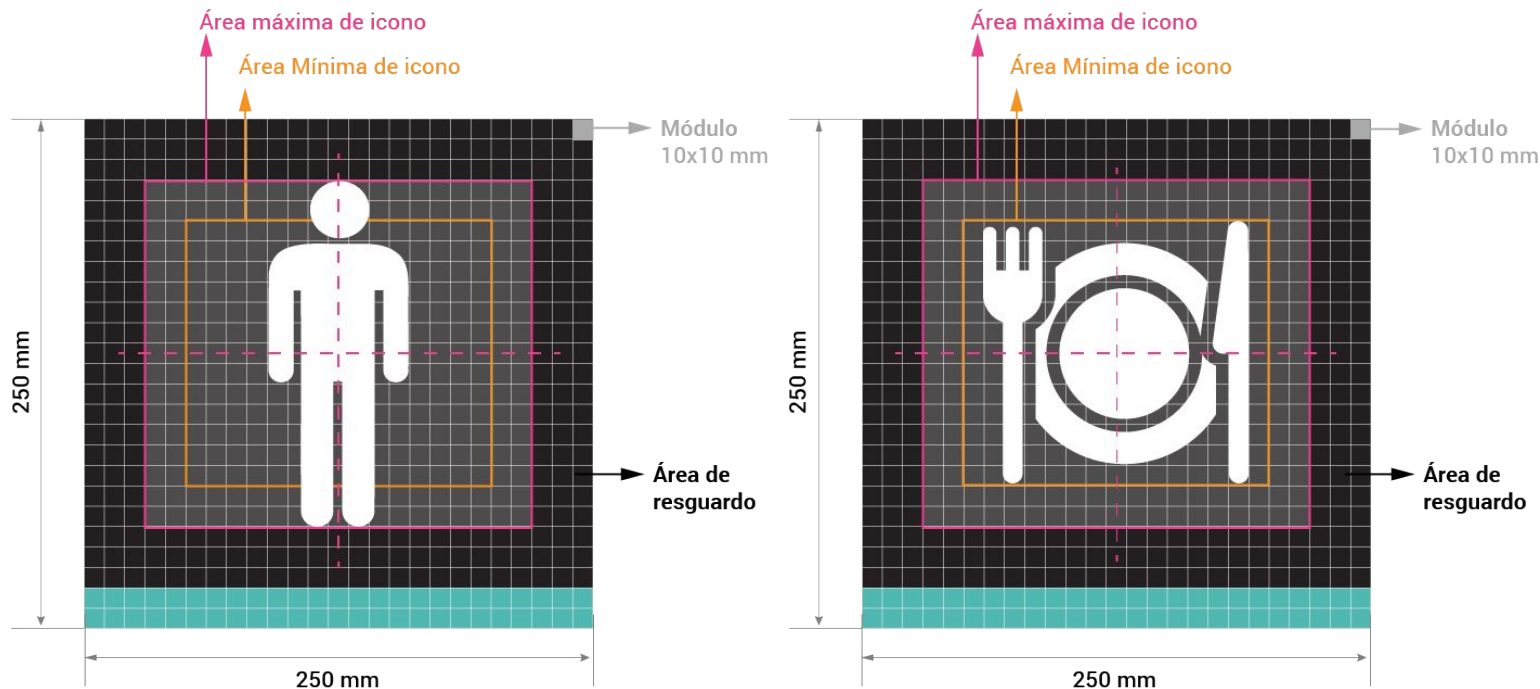 Área máxima de icono
Área Mínima de icono
Módulo
10x10 mm
250 mm
Área de
resguardo
250 mm
Área máxima de icono
Área Mínima de icono
Módulo
10x10 mm
250 mm
Área de
resguardo
250 mm